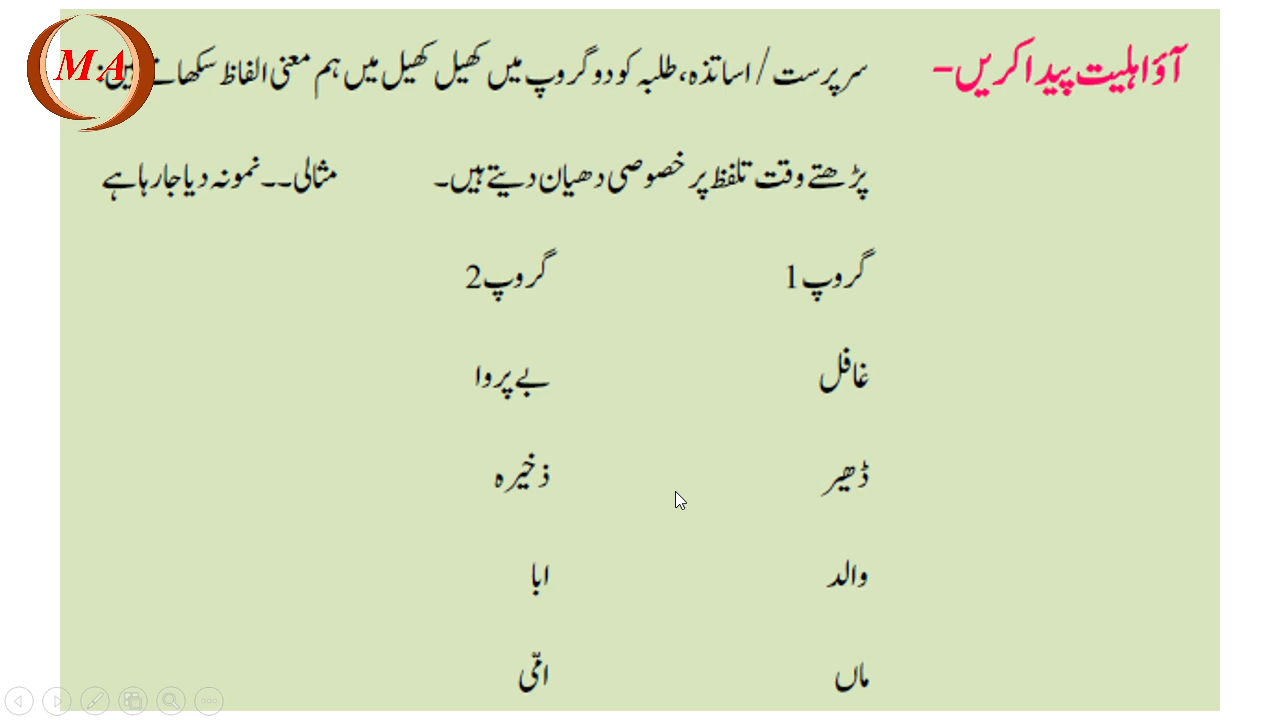 آؤ اہلیت پیدا کریں- سرپرست / اساتذہ، طلبہ کو دو گروپ میں کھیل کھیل میں ہم معنی الفاظ سکھاتے ہیں:
MA
پڑھتے وقت تلفظ پر خصوصی دھیان دیتے ہیں۔ مثالی۔۔نمونہ دیا جا رہا ہے
گروپ 1 گروپ 2
غافل بے پروا
ڈھیر ذخیرہ
والد ابا
ماں امّی